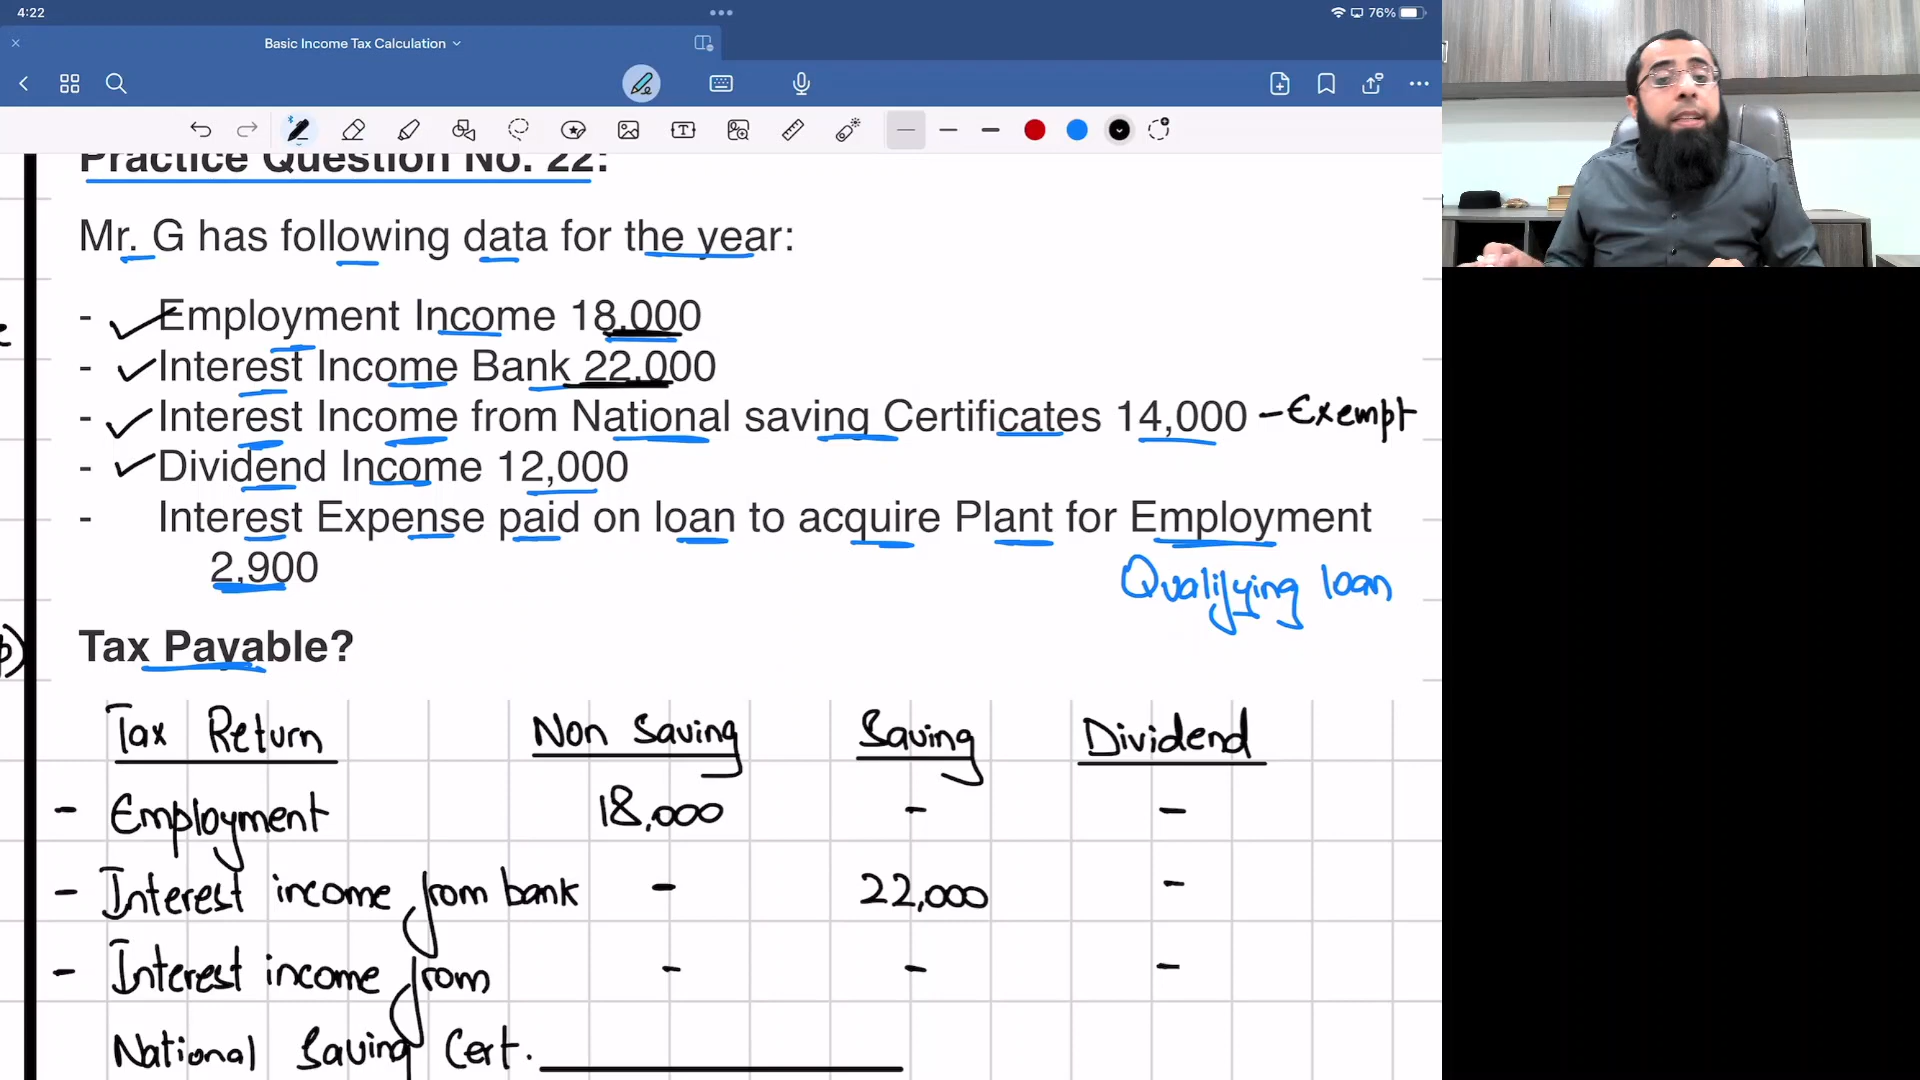 4:22
76%
Basic Income Tax Calculation
Practice Question No. 22:
Mr. G has following data for the year:
- Employment Income 18,000
- Interest Income Bank 22,000
- Interest Income from National saving Certificates 14,000 - Exempt
- Dividend Income 12,000
- Interest Expense paid on loan to acquire Plant for Employment
2,900
Qualifying loan
Tax Payable?
Tax Return Non Saving Saving Dividend
- Employment 18,000 - -
- Interest income from bank - 22,000 -
- Interest income from - - -
National Saving Cert.